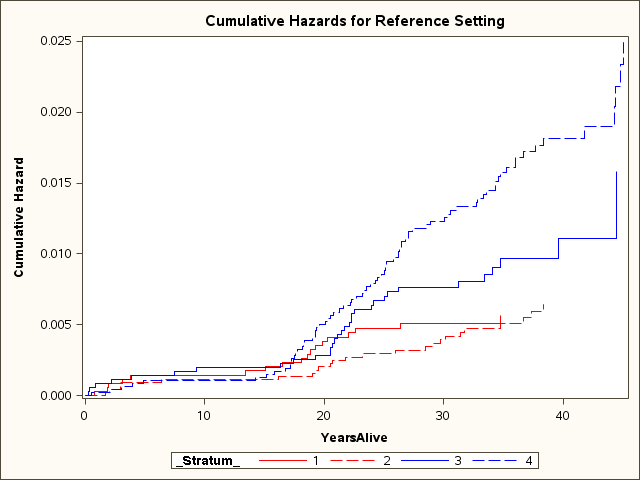 Cumulative Hazards for Reference Setting
0.025
0.020
0.015
0.010
0.005
0.000
Cumulative Hazard
0 10 20 30 40
YearsAlive
_Stratum_ 1 2 3 4